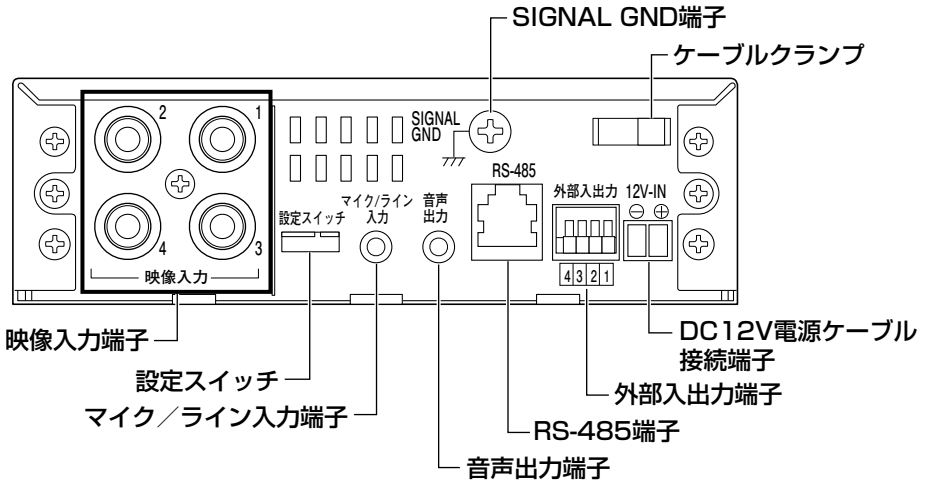 SIGNAL GND端子
ケーブルクランプ
2
1
SIGNAL
GND
RS-485
外部入出力
12V-IN
⊖ ⊕
マイク/ライン
入力
音声
出力
設定スイッチ
4
3
映像入力
4 3 2 1
映像入力端子
DC12V電源ケーブル
接続端子
設定スイッチ
外部入出力端子
マイク／ライン入力端子
RS-485端子
音声出力端子